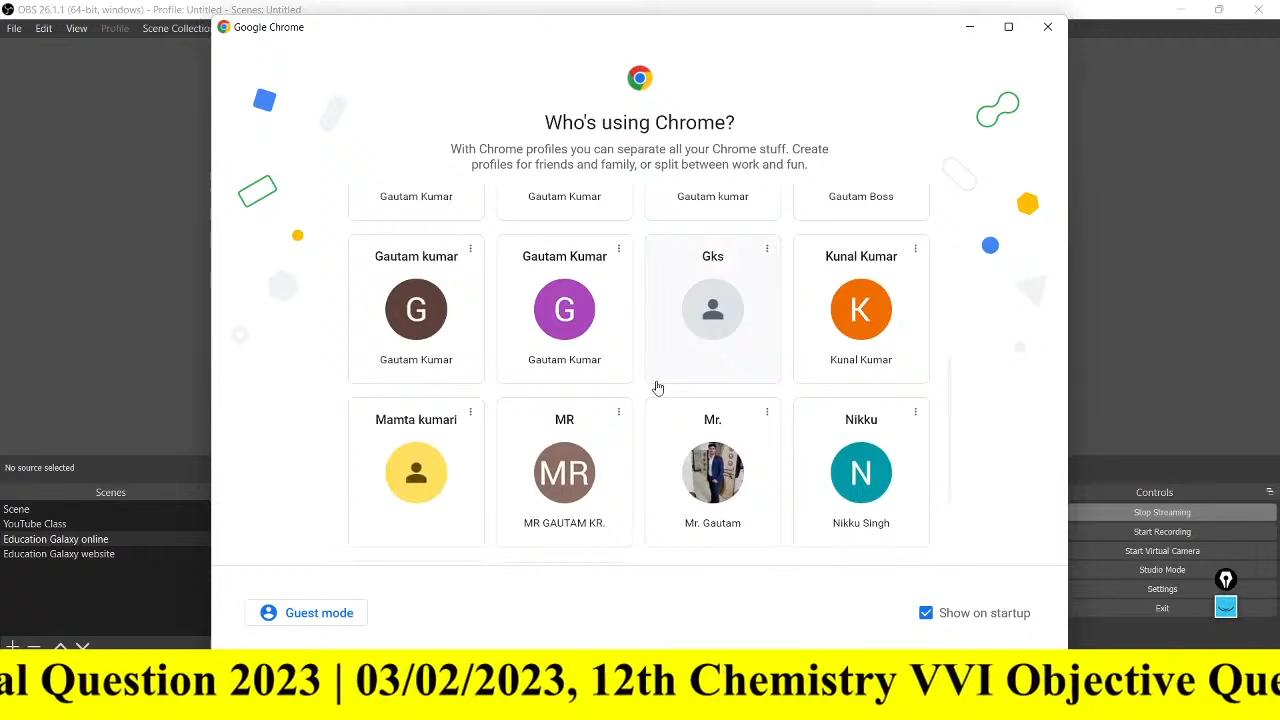 OBS 26.1.1 (64-bit, windows) - Profile: Untitled - Scenes: Untitled
File Edit View Profile Scene Collectio
Google Chrome
Who's using Chrome?
With Chrome profiles you can separate all your Chrome stuff. Create
profiles for friends and family, or split between work and fun.
Gautam Kumar Gautam Kumar Gautam kumar Gautam Boss
Gautam kumar Gautam Kumar Gks Kunal Kumar
G G K
Gautam Kumar Gautam Kumar Kunal Kumar
Mamta kumari MR Mr. Nikku
MR N
MR GAUTAM KR. Mr. Gautam Nikku Singh
Guest mode
Show on startup
No source selected
Scenes
Scene
YouTube Class
Education Galaxy online
Education Galaxy website
Controls
Stop Streaming
Start Recording
Start Virtual Camera
Studio Mode
Settings
Exit
al Question 2023 | 03/02/2023, 12th Chemistry VVI Objective Que